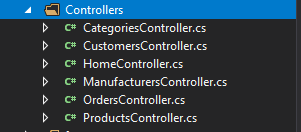 Controllers
C# CategoriesController.cs
C# CustomersController.cs
C# HomeController.cs
C# ManufacturersController.cs
C# OrdersController.cs
C# ProductsController.cs